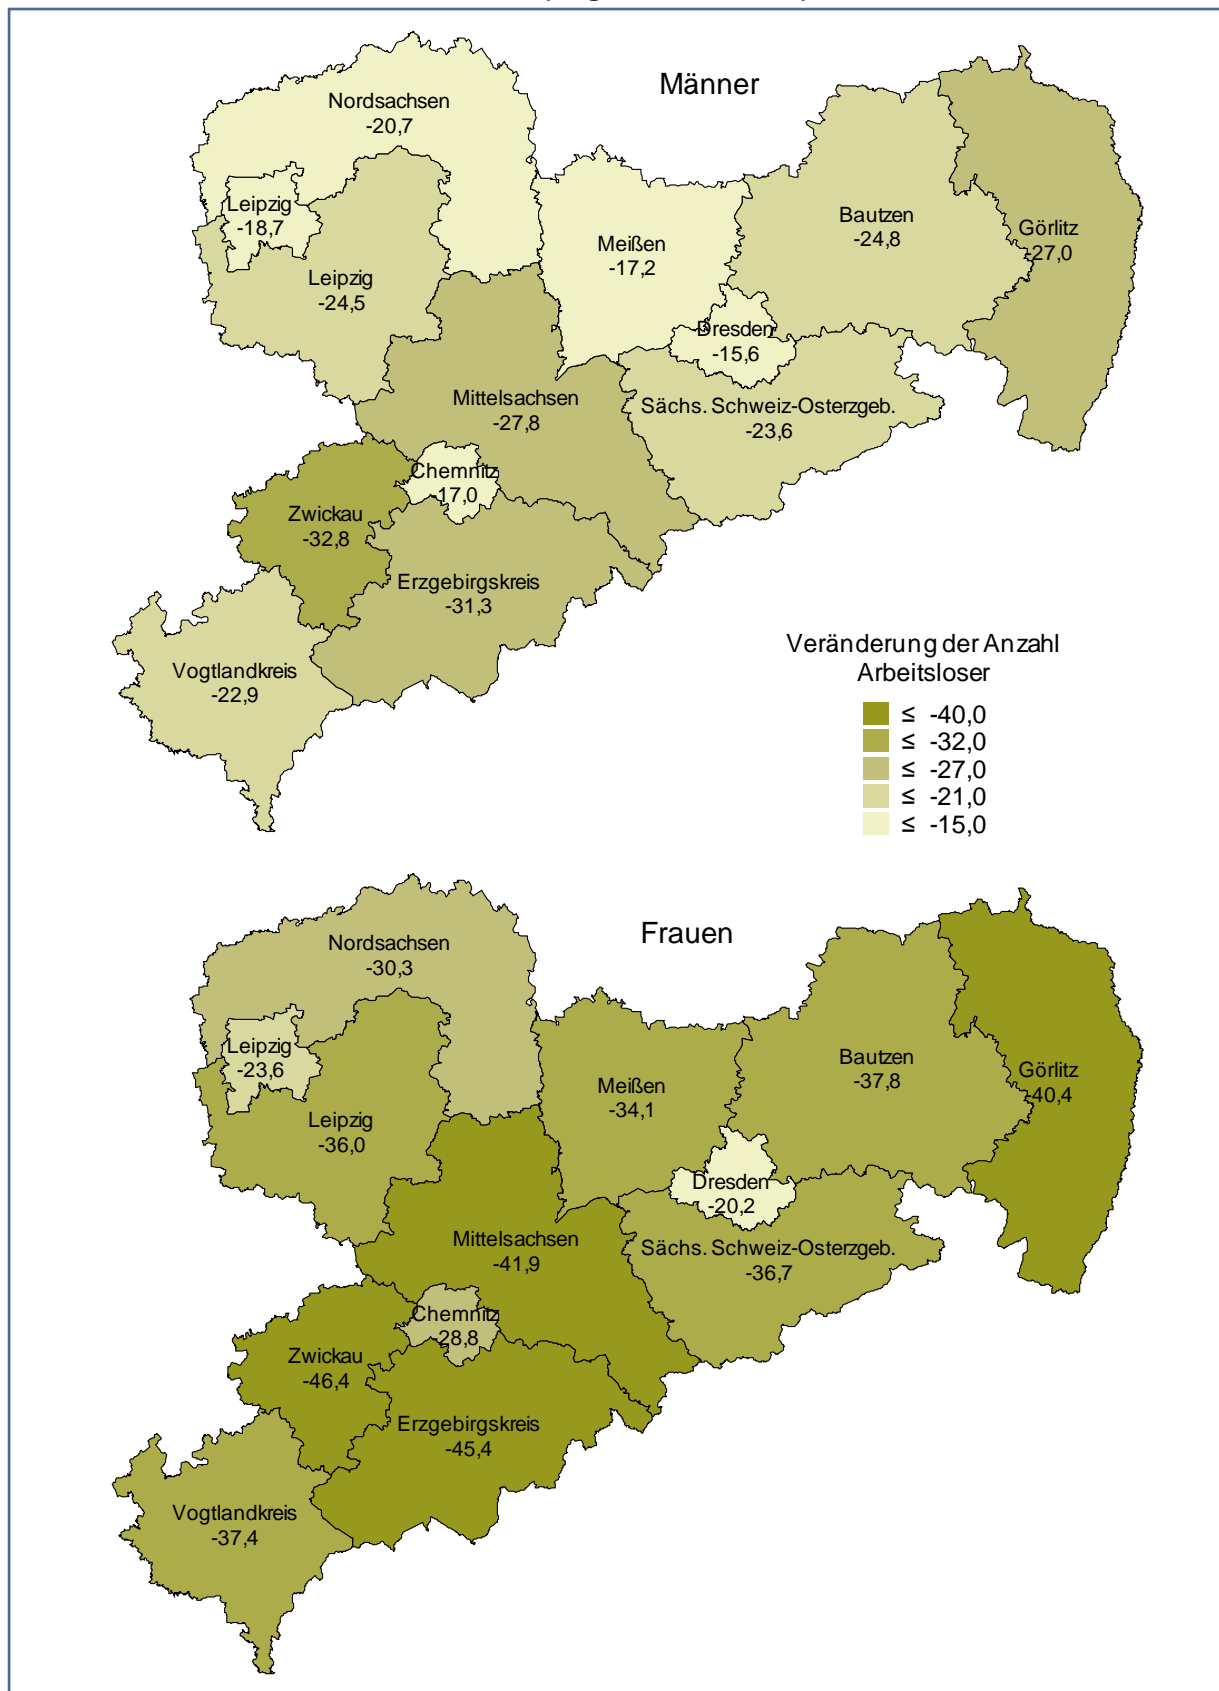 Männer
Nordsachsen
-20,7
Leipzig
-18,7
Leipzig
-24,5
Meißen
-17,2
Bautzen
-24,8
Görlitz
-27,0
Dresden
-15,6
Mittelsachsen
-27,8
Sächs. Schweiz-Osterzgeb.
-23,6
Chemnitz
-17,0
Zwickau
-32,8
Erzgebirgskreis
-31,3
Vogtlandkreis
-22,9
Veränderung der Anzahl
Arbeitsloser
≤ -40,0
≤ -32,0
≤ -27,0
≤ -21,0
≤ -15,0
Frauen
Nordsachsen
-30,3
Leipzig
-23,6
Leipzig
-36,0
Meißen
-34,1
Bautzen
-37,8
Görlitz
-40,4
Dresden
-20,2
Mittelsachsen
-41,9
Sächs. Schweiz-Osterzgeb.
-36,7
Chemnitz
-28,8
Zwickau
-46,4
Erzgebirgskreis
-45,4
Vogtlandkreis
-37,4